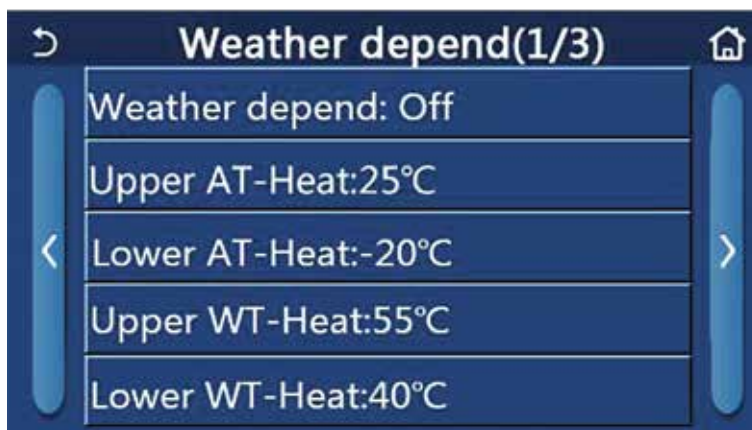 Weather depend(1/3)
Weather depend: Off
Upper AT-Heat:25℃
Lower AT-Heat:-20℃
Upper WT-Heat:55℃
Lower WT-Heat:40℃